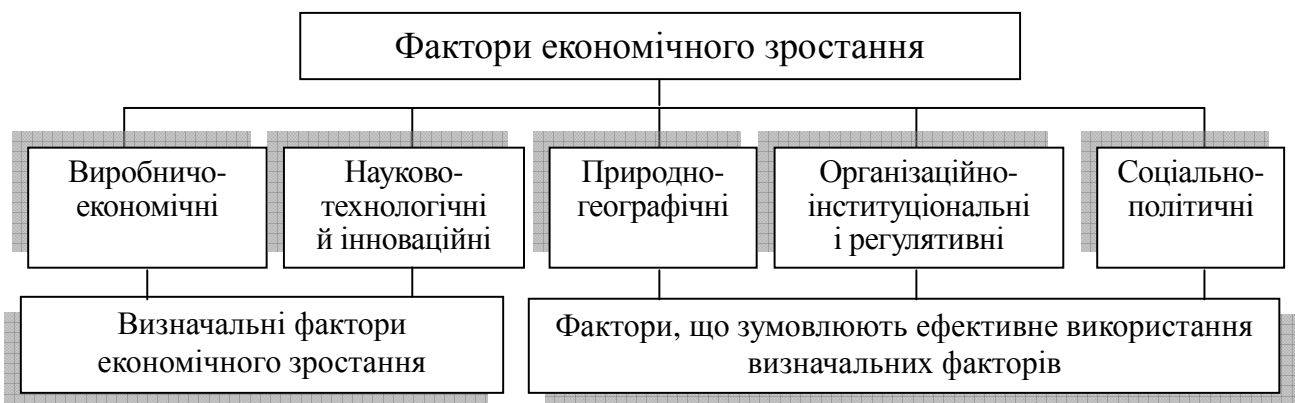 Фактори економічного зростання
Виробничо-
економічні
Науково-
технологічні
й інноваційні
Природно-
географічні
Організаційно-
інституціональні
і регулятивні
Соціально-
політичні
Визначальні фактори
економічного зростання
Фактори, що зумовлюють ефективне використання
визначальних факторів